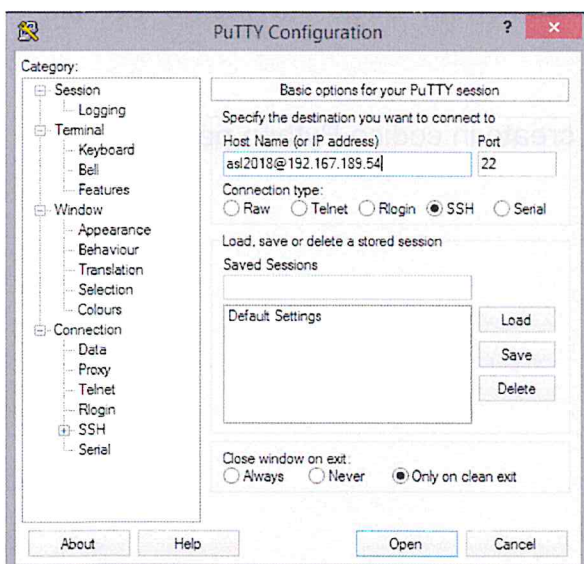 PuTTY Configuration
?
×
Category:
Session
Logging
Terminal
Keyboard
Bell
Features
Window
Appearance
Behaviour
Translation
Selection
Colours
Connection
Data
Proxy
Telnet
Rlogin
SSH
Serial
Basic options for your PuTTY session
Specify the destination you want to connect to
Host Name (or IP address) Port
asl2018@192.167.189.54 22
Connection type:
Raw Telnet Rlogin SSH Serial
Load, save or delete a stored session
Saved Sessions
Default Settings
Load
Save
Delete
Close window on exit:
Always Never Only on clean exit
About Help Open Cancel